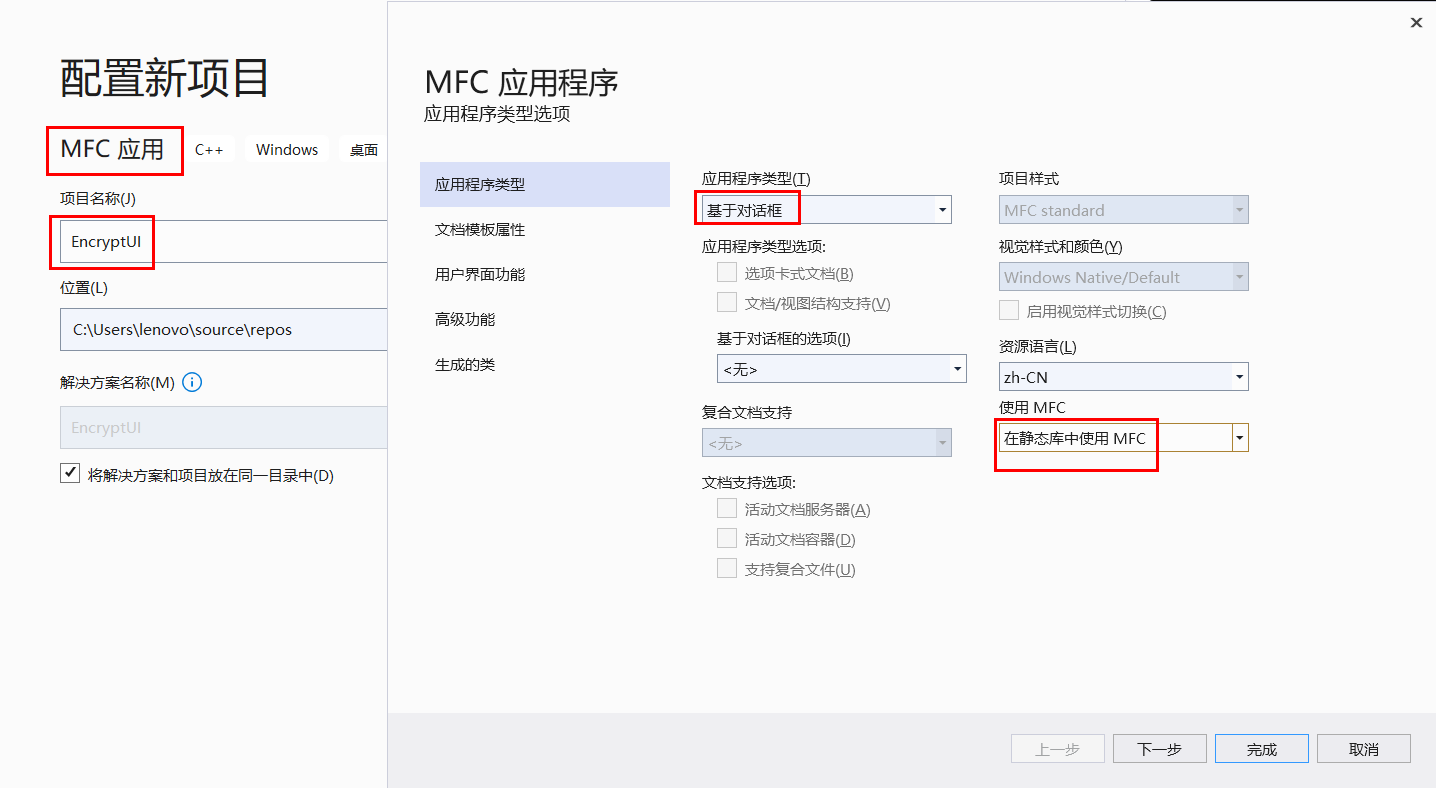 配置新项目
MFC 应用
C++
Windows
桌面
项目名称(J)
EncryptUI
位置(L)
C:\Users\lenovo\source\repos
解决方案名称(M)
EncryptUI
将解决方案和项目放在同一目录中(D)
MFC 应用程序
应用程序类型选项
应用程序类型
文档模板属性
用户界面功能
高级功能
生成的类
应用程序类型(T)
基于对话框
应用程序类型选项:
选项卡式文档(B)
文档/视图结构支持(V)
基于对话框的选项(I)
<无>
复合文档支持
<无>
文档支持选项:
活动文档服务器(A)
活动文档容器(D)
支持复合文件(U)
项目样式
MFC standard
视觉样式和颜色(Y)
Windows Native/Default
启用视觉样式切换(C)
资源语言(L)
zh-CN
使用 MFC
在静态库中使用 MFC
上一步
下一步
完成
取消